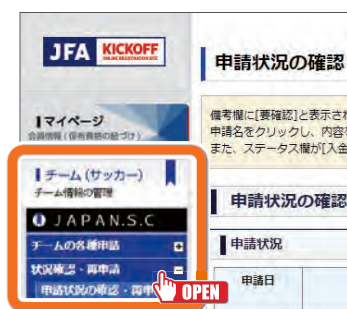 JFA KICKOFF
ONLINE REGISTRATION SITE
申請状況の確認
マイページ
会員情報(保有資格の紐づけ)
備考欄に[要確認]と表示され
申請名をクリックし、内容
また、ステータス欄が[入金
チーム(サッカー)
チーム情報の管理
JAPAN.S.C
チームの各種申請
状況確認・再申請
申請状況の確認・再申
OPEN
申請状況の確認
申請状況
申請日